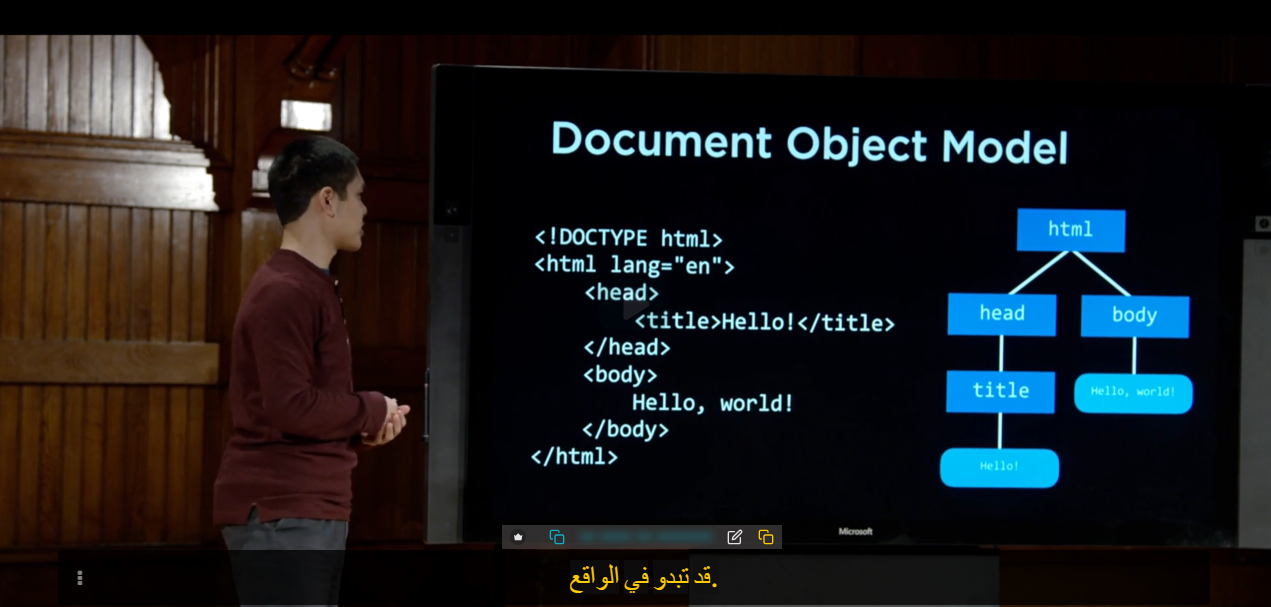 Document Object Model
<!DOCTYPE html>
<html lang="en">
<head>
<title>Hello!</title>
</head>
<body>
Hello, world!
</body>
</html>
html
head
body
title
Hello, world!
Hello!
Microsoft
قد تبدو في الواقع.